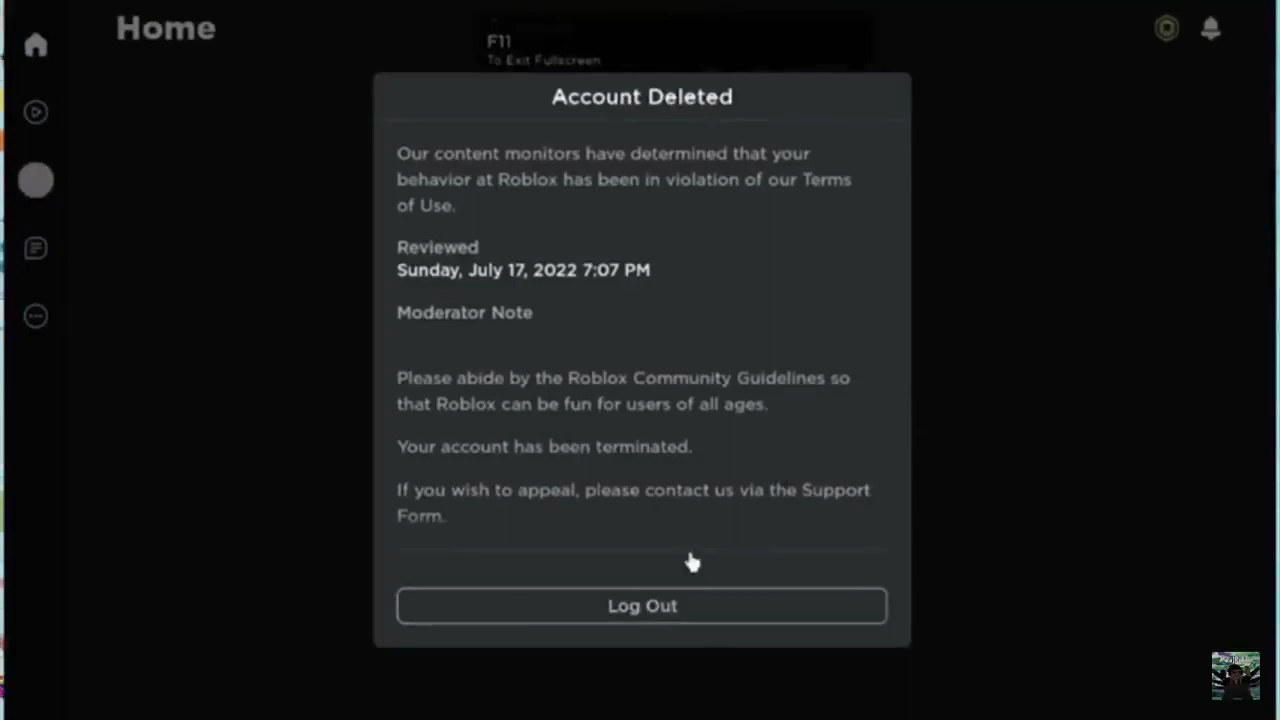 Home
F11
To Exit Fullscreen
Account Deleted
Our content monitors have determined that your
behavior at Roblox has been in violation of our Terms
of Use.
Reviewed
Sunday, July 17, 2022 7:07 PM
Moderator Note
Please abide by the Roblox Community Guidelines so
that Roblox can be fun for users of all ages.
Your account has been terminated.
If you wish to appeal, please contact us via the Support
Form.
Log Out